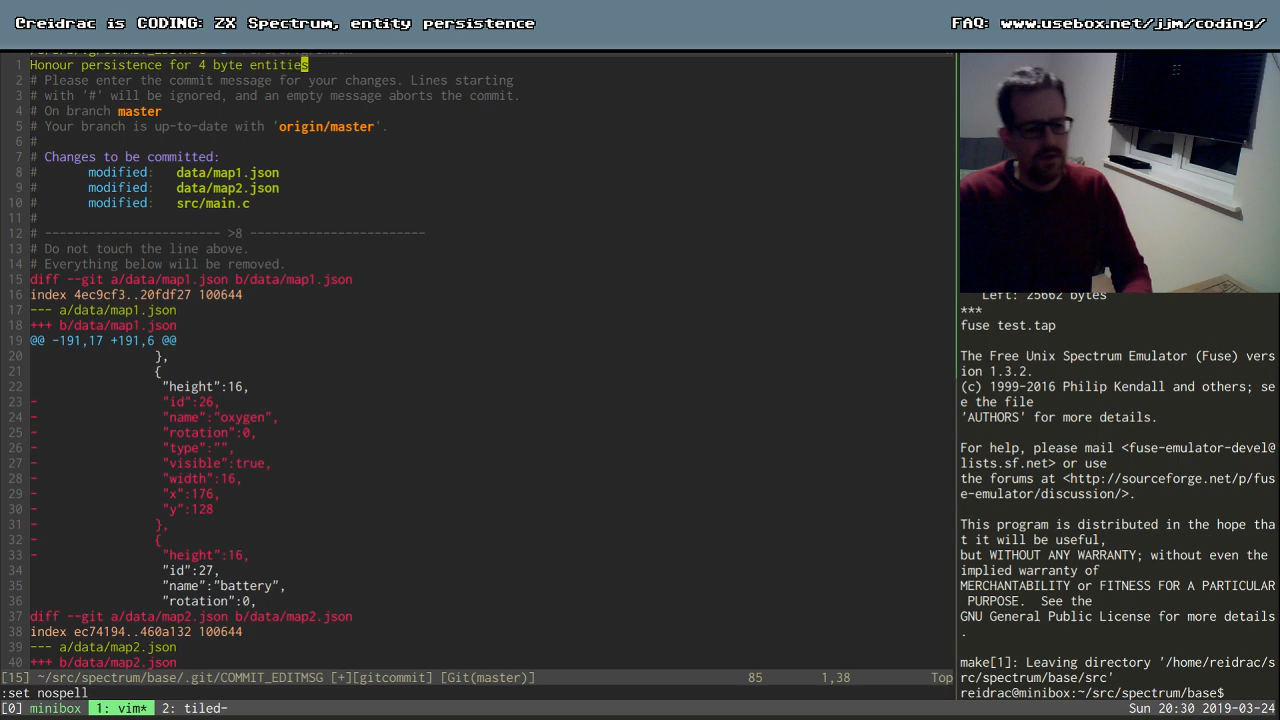 Creidrac is CODING: ZX Spectrum, entity persistence
FAQ: www.usebox.net/jjm/coding/
1 Honour persistence for 4 byte entities
2 # Please enter the commit message for your changes. Lines starting
3 # with '#' will be ignored, and an empty message aborts the commit.
4 # On branch master
5 # Your branch is up-to-date with 'origin/master'.
6 #
7 # Changes to be committed:
8 #       modified:   data/map1.json
9 #       modified:   data/map2.json
10 #       modified:   src/main.c
11 #
12 # ------------------------ >8 ------------------------
13 # Do not touch the line above.
14 # Everything below will be removed.
15 diff --git a/data/map1.json b/data/map1.json
16 index 4ec9cf3..20fdf27 100644
17 --- a/data/map1.json
18 +++ b/data/map1.json
19 @@ -191,17 +191,6 @@
20                  },
21                  {
22                   "height":16,
23 -                 "id":26,
24 -                 "name":"oxygen",
25 -                 "rotation":0,
26 -                 "type":"",
27 -                 "visible":true,
28 -                 "width":16,
29 -                 "x":176,
30 -                 "y":128
31 -                },
32 -                {
33 -                 "height":16,
34                   "id":27,
35                   "name":"battery",
36                   "rotation":0,
37 diff --git a/data/map2.json b/data/map2.json
38 index ec74194..460a132 100644
39 --- a/data/map2.json
40 +++ b/data/map2.json
[15] ~/src/spectrum/base/.git/COMMIT_EDITMSG [+][gitcommit] [Git(master)] 85 1,38 Top
:set nospell
Left: 25662 bytes
***
fuse test.tap
The Free Unix Spectrum Emulator (Fuse) vers
ion 1.3.2.
(c) 1999-2016 Philip Kendall and others; se
e the file
'AUTHORS' for more details.
For help, please mail <fuse-emulator-devel@
lists.sf.net> or use
the forums at <http://sourceforge.net/p/fus
e-emulator/discussion/>.
This program is distributed in the hope tha
t it will be useful,
but WITHOUT ANY WARRANTY; without even the
implied warranty of
MERCHANTABILITY or FITNESS FOR A PARTICULAR
 PURPOSE.  See the
GNU General Public License for more details
.
make[1]: Leaving directory '/home/reidrac/s
rc/spectrum/base/src'
reidrac@minibox:~/src/spectrum/base$
[0] minibox 1: vim* 2: tiled- Sun 20:30 2019-03-24